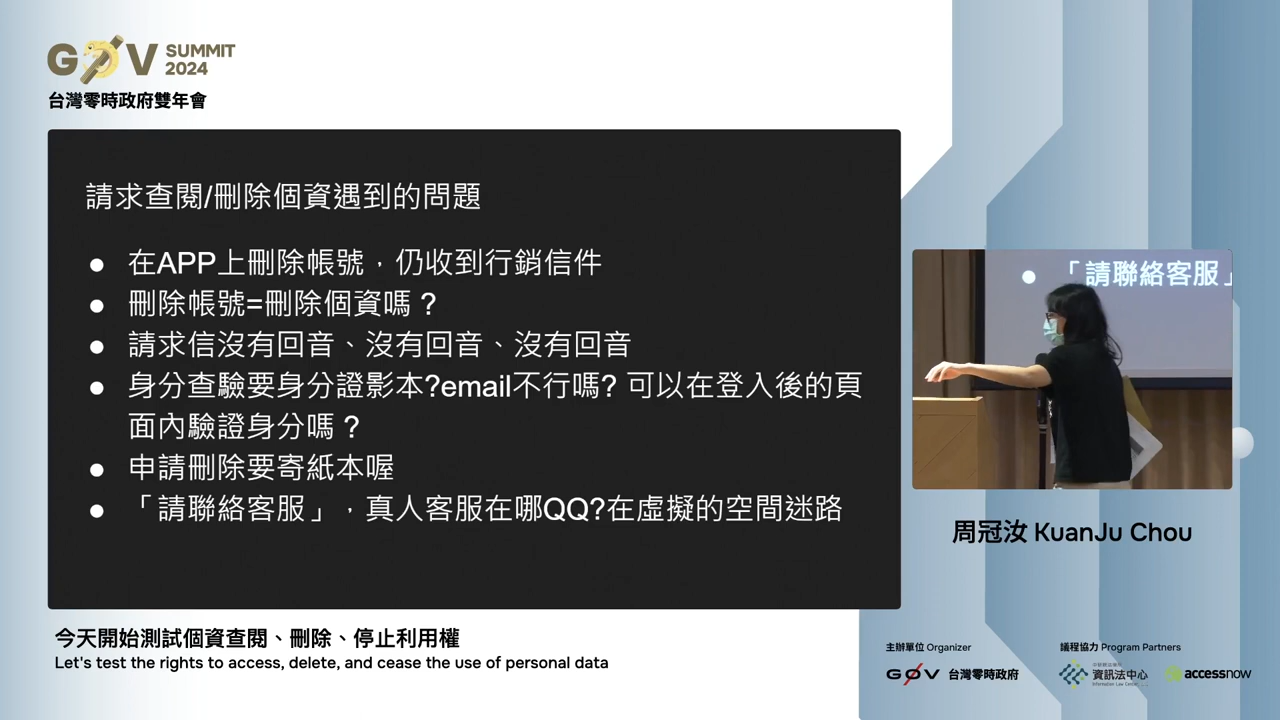 GØV SUMMIT 2024
台灣零時政府雙年會
請求查閱/刪除個資遇到的問題
● 在APP上刪除帳號，仍收到行銷信件
● 刪除帳號=刪除個資嗎？
● 請求信沒有回音、沒有回音、沒有回音
● 身分查驗要身分證影本?email不行嗎? 可以在登入後的頁
面內驗證身分嗎？
● 申請刪除要寄紙本喔
● 「請聯絡客服」，真人客服在哪QQ?在虛擬的空間迷路
● 「請聯絡客服」
周冠汝 KuanJu Chou
今天開始測試個資查閱、刪除、停止利用權
Let's test the rights to access, delete, and cease the use of personal data
主辦單位 Organizer
GØV 台灣零時政府
議程協力 Program Partners
資訊法中心
Information Law Center
accessnow